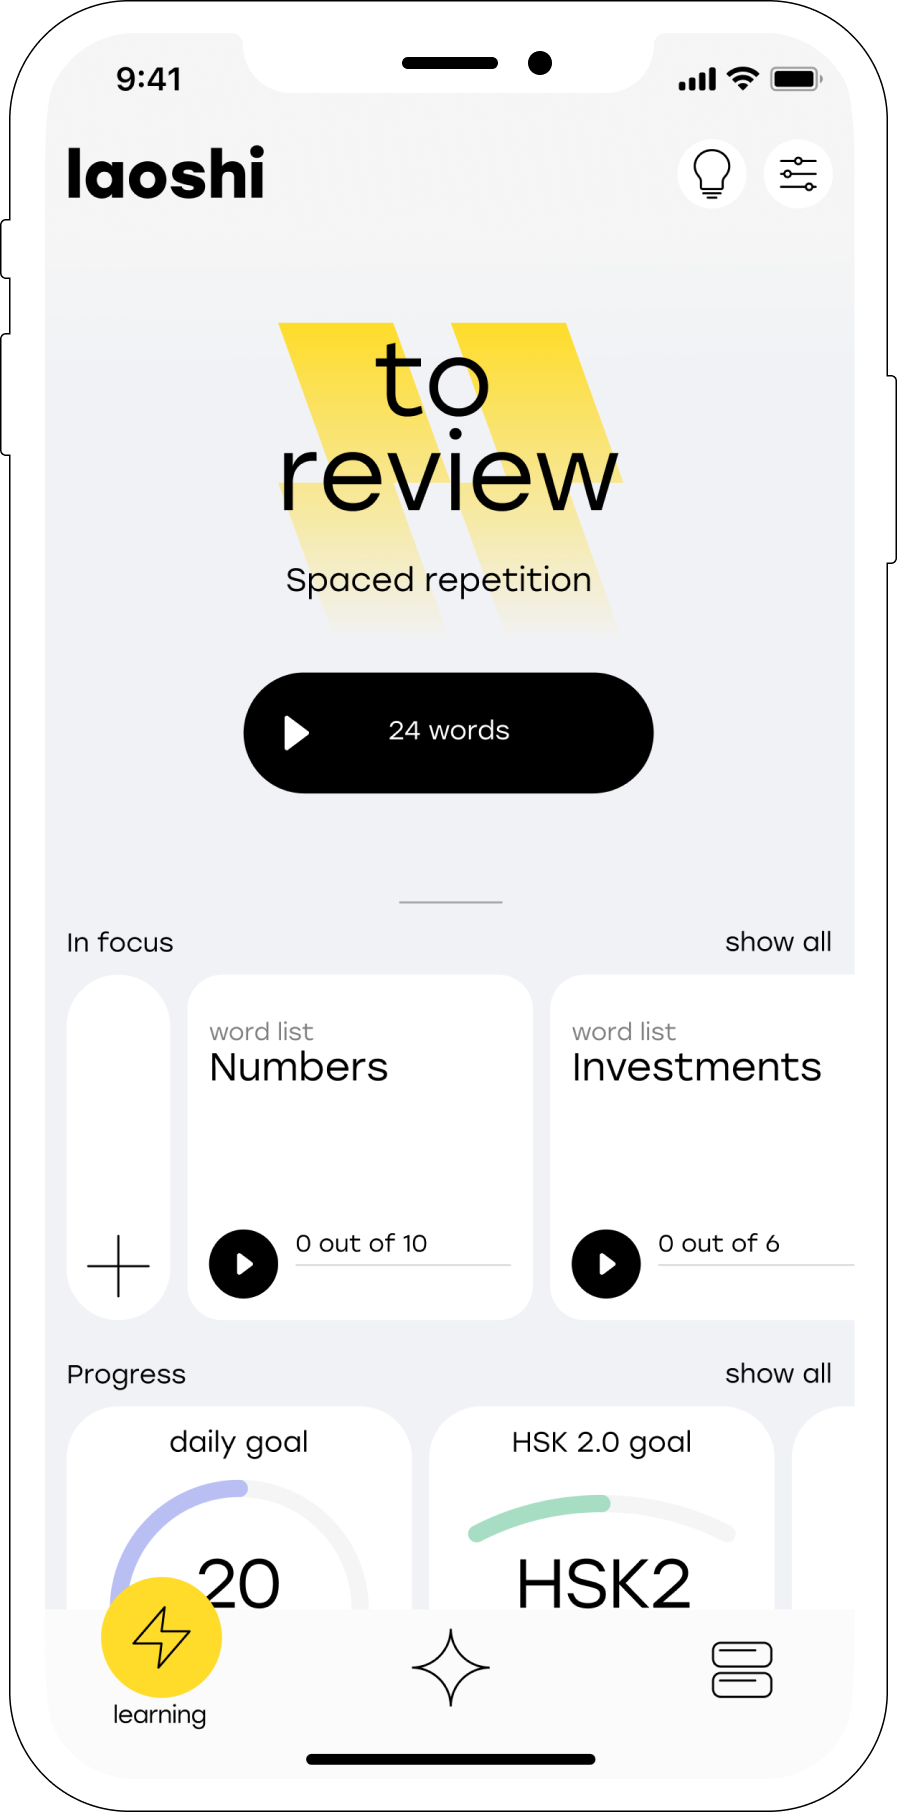 9:41
laoshi
to
review
Spaced repetition
24 words
In focus
show all
word list
Numbers
0 out of 10
word list
Investments
0 out of 6
Progress
show all
daily goal
20
HSK 2.0 goal
HSK2
learning